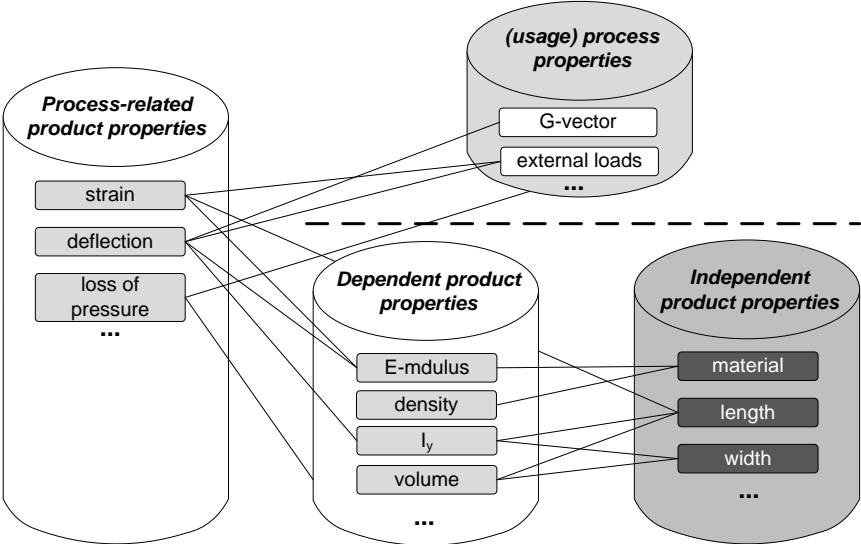 (usage) process
properties
G-vector
external loads
...
Process-related
product properties
strain
deflection
loss of
pressure
...
Dependent product
properties
E-mdulus
density
Iy
volume
...
Independent
product properties
material
length
width
...